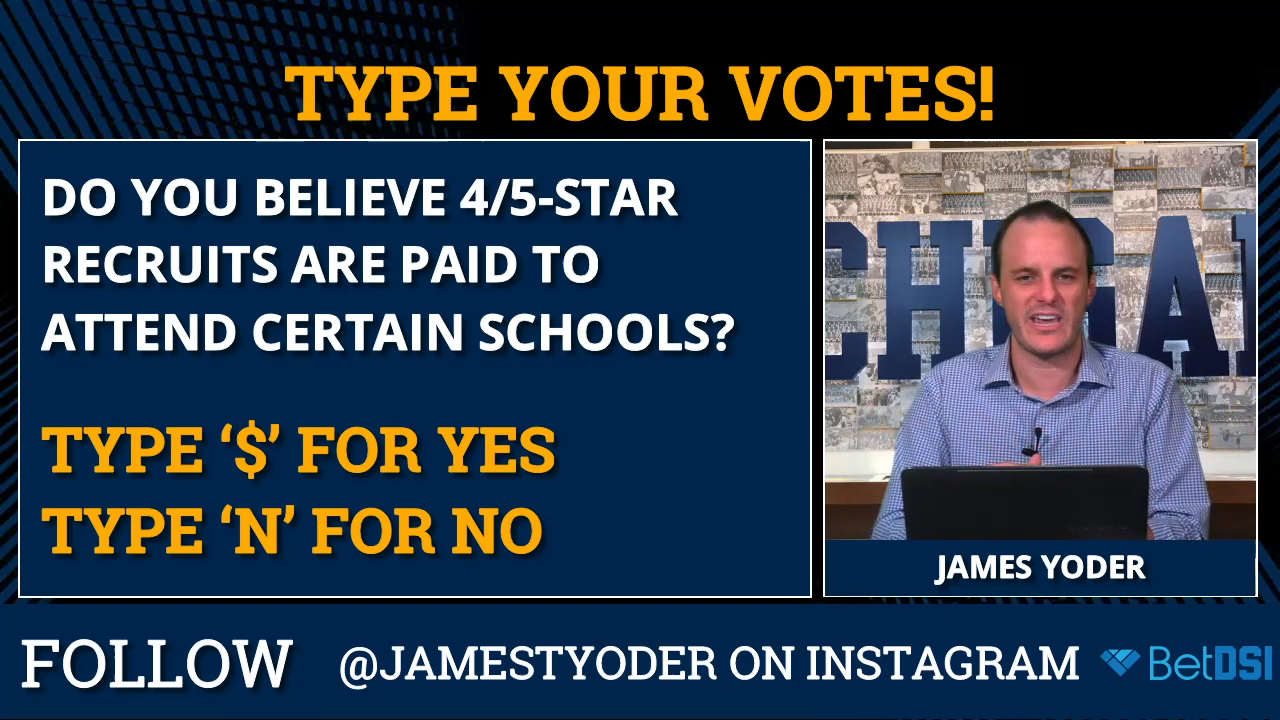 TYPE YOUR VOTES!
DO YOU BELIEVE 4/5-STAR
RECRUITS ARE PAID TO
ATTEND CERTAIN SCHOOLS?
TYPE ‘$’ FOR YES
TYPE ‘N’ FOR NO
CHIGAN
JAMES YODER
FOLLOW @JAMESTYODER ON INSTAGRAM BetDSI